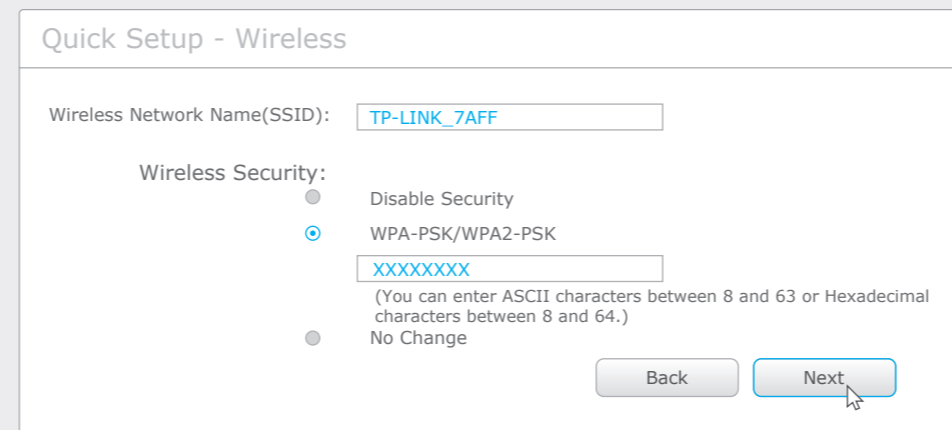 Quick Setup - Wireless
Wireless Network Name(SSID): TP-LINK_7AFF
Wireless Security:
Disable Security
WPA-PSK/WPA2-PSK
XXXXXXXX
(You can enter ASCII characters between 8 and 63 or Hexadecimal
characters between 8 and 64.)
No Change
Back Next